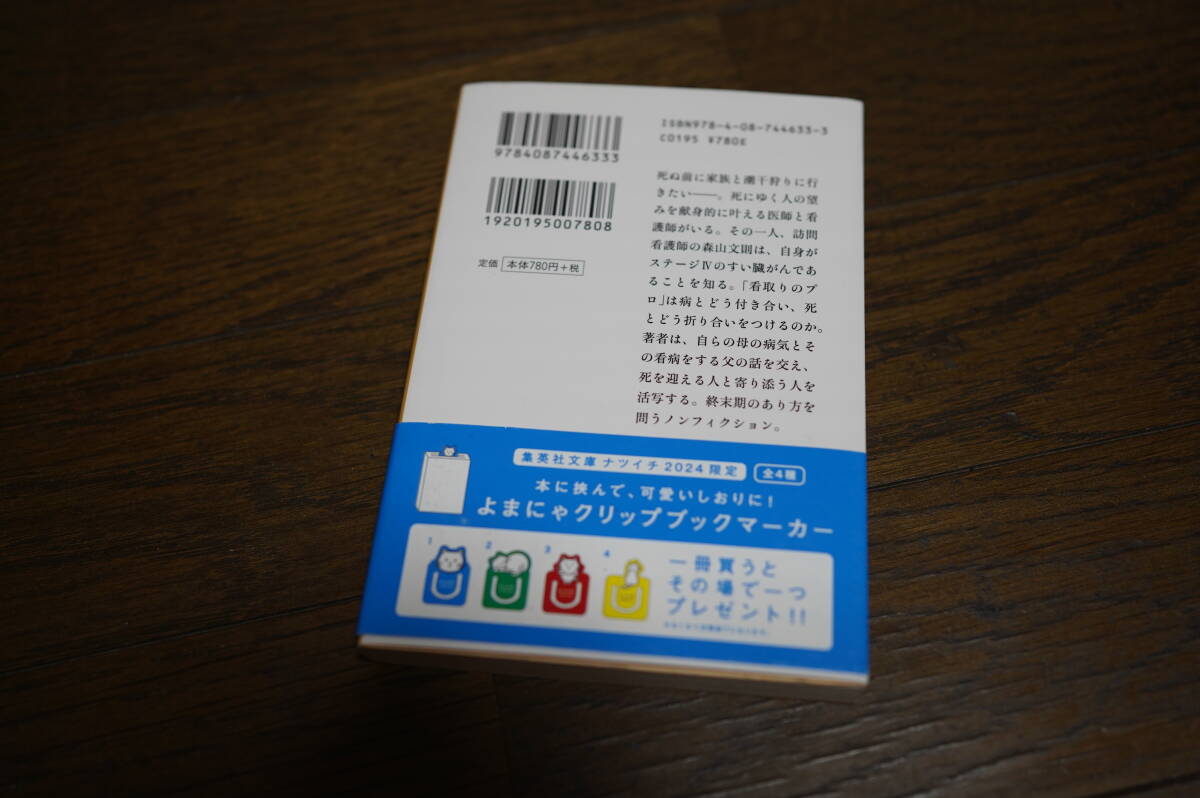 9784087446333
1920195007808
定価 本体780円+税
ISBN978-4-08-744633-3
C0195 ¥780E
死ぬ前に家族と潮干狩りに行
きたい――。死にゆく人の望
みを献身的に叶える医師と看
護師がいる。その一人、訪問
看護師の森山文則は、自身が
ステージⅣのすい臓がんであ
ることを知る。「看取りのプ
ロ」は病とどう付き合い、死
とどう折り合いをつけるのか。
著者は、自らの母の病気とそ
の看病をする父の話を交え、
死を迎える人と寄り添う人を
活写する。終末期のあり方を
問うノンフィクション。
集英社文庫 ナツイチ2024限定 全4種
本に挟んで、可愛いしおりに!
よまにゃクリップブックマーカー
1 2 3 4
一冊買うと
その場で一つ
プレゼント!!